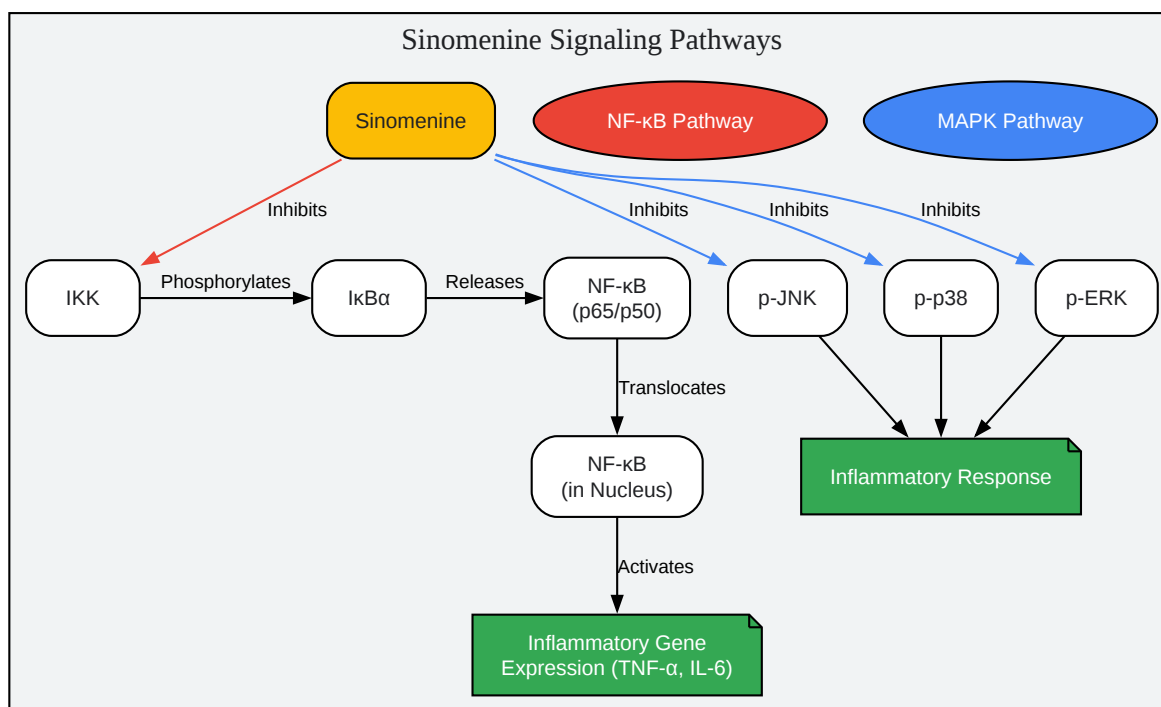 Sinomenine Signaling Pathways
Sinomenine
NF-κB Pathway
MAPK Pathway
Inhibits
Inhibits
Inhibits
Inhibits
IKK
Phosphorylates
IκBα
Releases
NF-κB
(p65/p50)
p-JNK
p-p38
p-ERK
Translocates
NF-κB
(in Nucleus)
Inflammatory Response
Activates
Inflammatory Gene
Expression (TNF-α, IL-6)